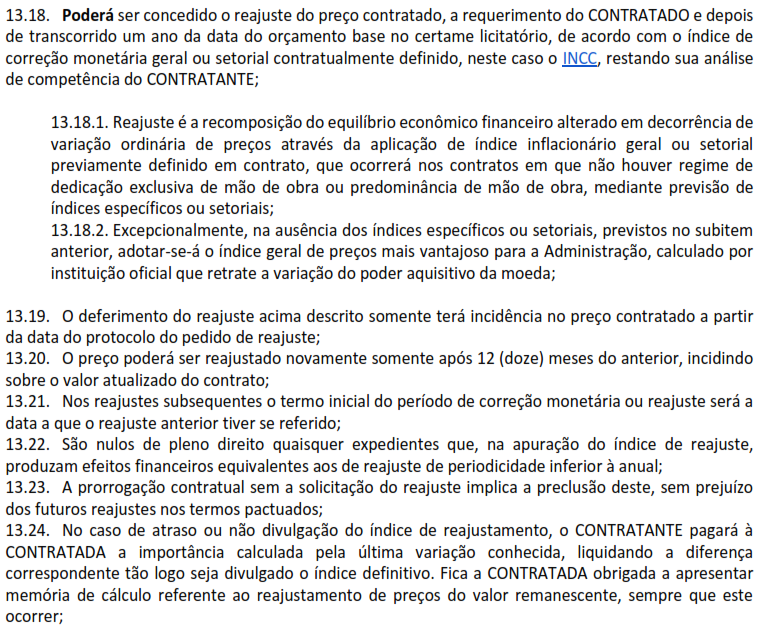 13.18. Poderá ser concedido o reajuste do preço contratado, a requerimento do CONTRATADO e depois
de transcorrido um ano da data do orçamento base no certame licitatório, de acordo com o índice de
correção monetária geral ou setorial contratualmente definido, neste caso o INCC, restando sua análise
de competência do CONTRATANTE;
13.18.1. Reajuste é a recomposição do equilíbrio econômico financeiro alterado em decorrência de
variação ordinária de preços através da aplicação de índice inflacionário geral ou setorial
previamente definido em contrato, que ocorrerá nos contratos em que não houver regime de
dedicação exclusiva de mão de obra ou predominância de mão de obra, mediante previsão de
índices específicos ou setoriais;
13.18.2. Excepcionalmente, na ausência dos índices específicos ou setoriais, previstos no subitem
anterior, adotar-se-á o índice geral de preços mais vantajoso para a Administração, calculado por
instituição oficial que retrate a variação do poder aquisitivo da moeda;
13.19. O deferimento do reajuste acima descrito somente terá incidência no preço contratado a partir
da data do protocolo do pedido de reajuste;
13.20. O preço poderá ser reajustado novamente somente após 12 (doze) meses do anterior, incidindo
sobre o valor atualizado do contrato;
13.21. Nos reajustes subsequentes o termo inicial do período de correção monetária ou reajuste será a
data a que o reajuste anterior tiver se referido;
13.22. São nulos de pleno direito quaisquer expedientes que, na apuração do índice de reajuste,
produzam efeitos financeiros equivalentes aos de reajuste de periodicidade inferior à anual;
13.23. A prorrogação contratual sem a solicitação do reajuste implica a preclusão deste, sem prejuízo
dos futuros reajustes nos termos pactuados;
13.24. No caso de atraso ou não divulgação do índice de reajustamento, o CONTRATANTE pagará à
CONTRATADA a importância calculada pela última variação conhecida, liquidando a diferença
correspondente tão logo seja divulgado o índice definitivo. Fica a CONTRATADA obrigada a apresentar
memória de cálculo referente ao reajustamento de preços do valor remanescente, sempre que este
ocorrer;